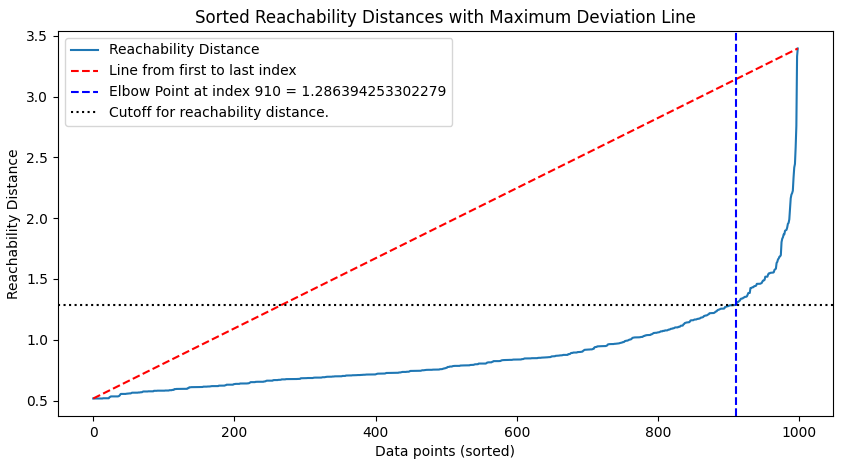 Sorted Reachability Distances with Maximum Deviation Line
Reachability Distance
Line from first to last index
Elbow Point at index 910 = 1.286394253302279
Cutoff for reachability distance.
3.5
3.0
2.5
2.0
1.5
1.0
0.5
Reachability Distance
0 200 400 600 800 1000
Data points (sorted)